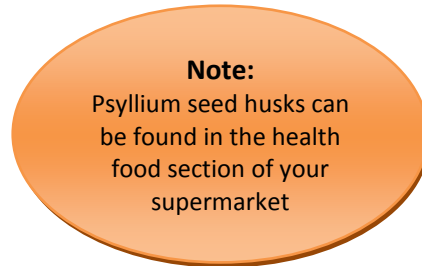 Note:
Psyllium seed husks can
be found in the health
food section of your
supermarket